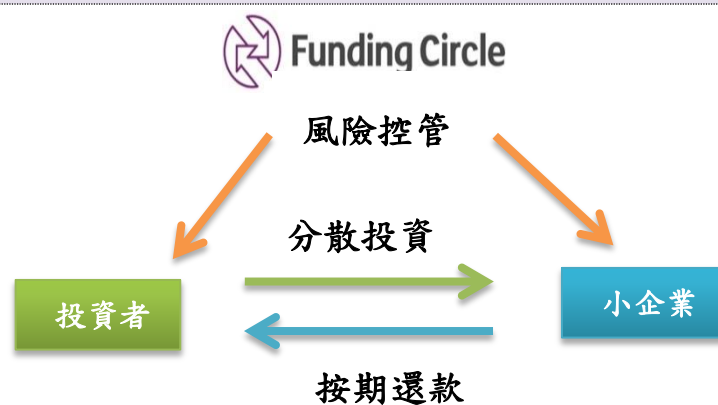 Funding Circle
風險控管
分散投資
投資者
小企業
按期還款